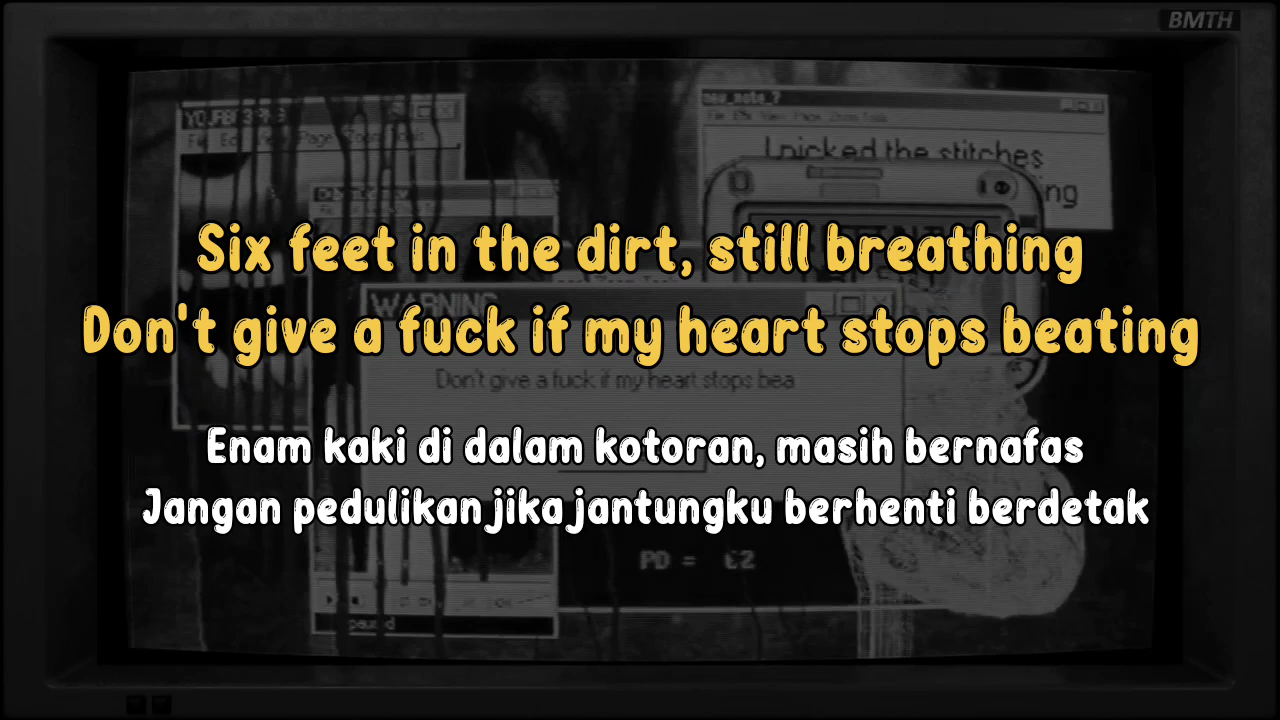 BMTH
new_note_7
I picked the stitches
Six feet in the dirt, still breathing
WARNING
Don't give a fuck if my heart stops beating
Don't give a fuck if my heart stops bea
Enam kaki di dalam kotoran, masih bernafas
Jangan pedulikan jika jantungku berhenti berdetak
PD =
paused